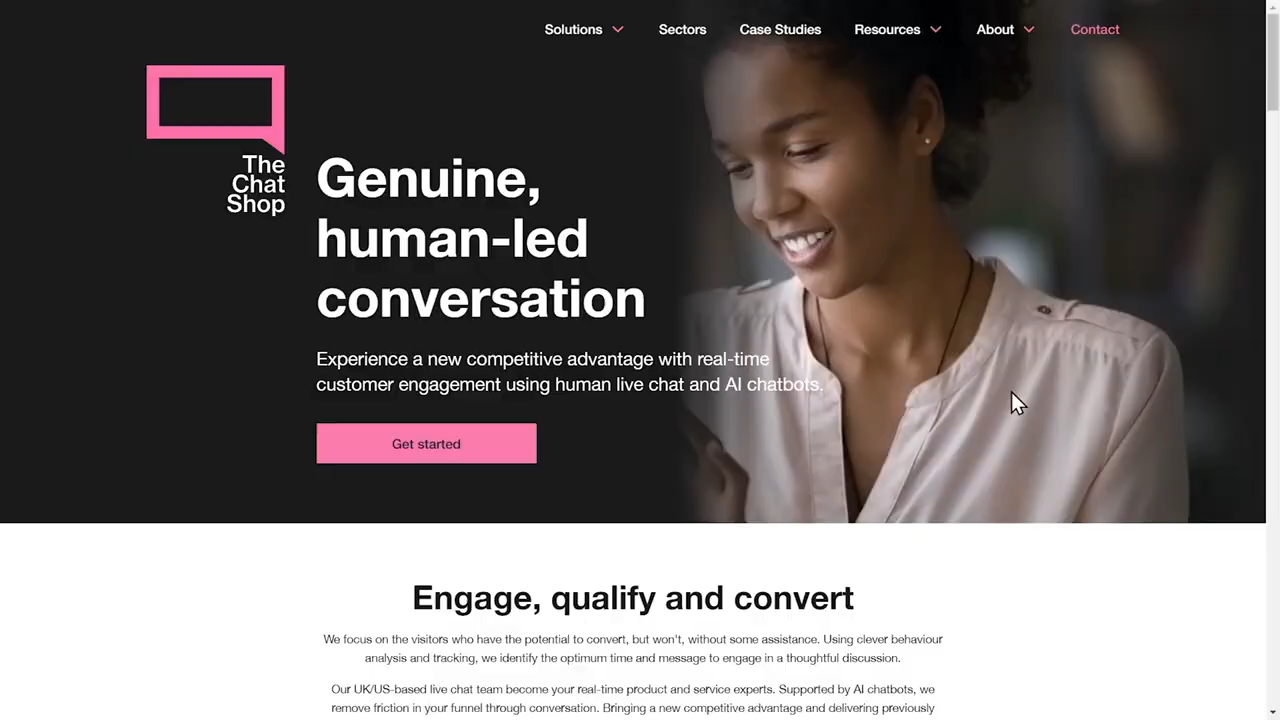 Solutions
Sectors
Case Studies
Resources
About
Contact
The
Chat
Shop
Genuine,
human-led
conversation
Experience a new competitive advantage with real-time
customer engagement using human live chat and AI chatbots.
Get started
Engage, qualify and convert
We focus on the visitors who have the potential to convert, but won't, without some assistance. Using clever behaviour
analysis and tracking, we identify the optimum time and message to engage in a thoughtful discussion.
Our UK/US-based live chat team become your real-time product and service experts. Supported by AI chatbots, we
remove friction in your funnel through conversation. Bringing a new competitive advantage and delivering previously